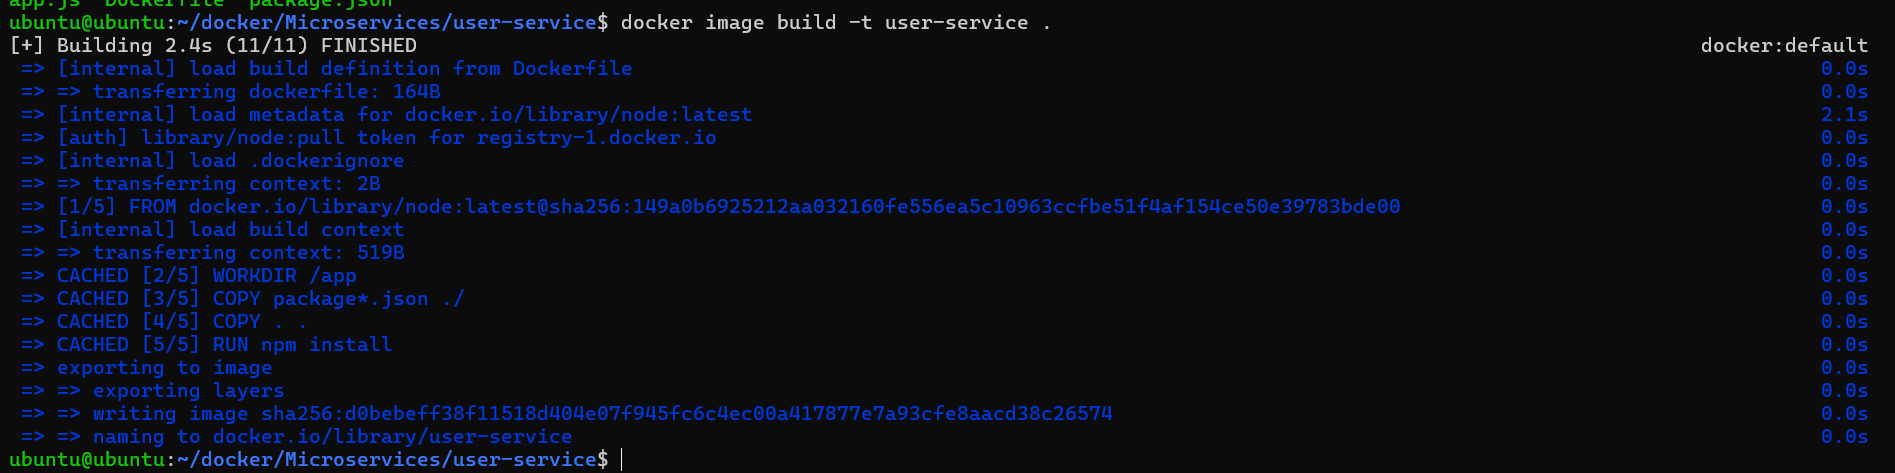 app.js  Dockerfile  package.json
ubuntu@ubuntu:~/docker/Microservices/user-service$ docker image build -t user-service .
[+] Building 2.4s (11/11) FINISHED docker:default
=> [internal] load build definition from Dockerfile 0.0s
=> => transferring dockerfile: 164B 0.0s
=> [internal] load metadata for docker.io/library/node:latest 2.1s
=> [auth] library/node:pull token for registry-1.docker.io 0.0s
=> [internal] load .dockerignore 0.0s
=> => transferring context: 2B 0.0s
=> [1/5] FROM docker.io/library/node:latest@sha256:149a0b6925212aa032160fe556ea5c10963ccfbe51f4af154ce50e39783bde00 0.0s
=> [internal] load build context 0.0s
=> => transferring context: 519B 0.0s
=> CACHED [2/5] WORKDIR /app 0.0s
=> CACHED [3/5] COPY package*.json ./ 0.0s
=> CACHED [4/5] COPY . . 0.0s
=> CACHED [5/5] RUN npm install 0.0s
=> exporting to image 0.0s
=> => exporting layers 0.0s
=> => writing image sha256:d0bebeff38f11518d404e07f945fc6c4ec00a417877e7a93cfe8aacd38c26574 0.0s
=> => naming to docker.io/library/user-service 0.0s
ubuntu@ubuntu:~/docker/Microservices/user-service$